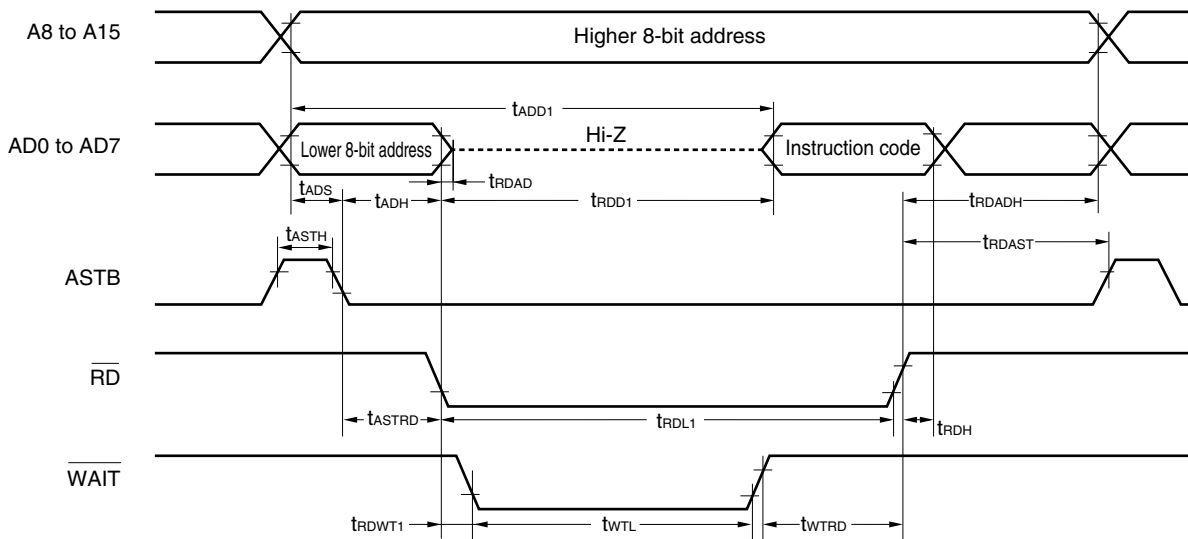 A8 to A15
Higher 8-bit address
tADD1
AD0 to AD7
Lower 8-bit address
Hi-Z
Instruction code
tRDAD
tADS
tADH
tRDD1
tRDADH
tASTH
tRDAST
ASTB
RD
tASTRD
tRDL1
tRDH
WAIT
tRDWT1
tWTL
tWTRD